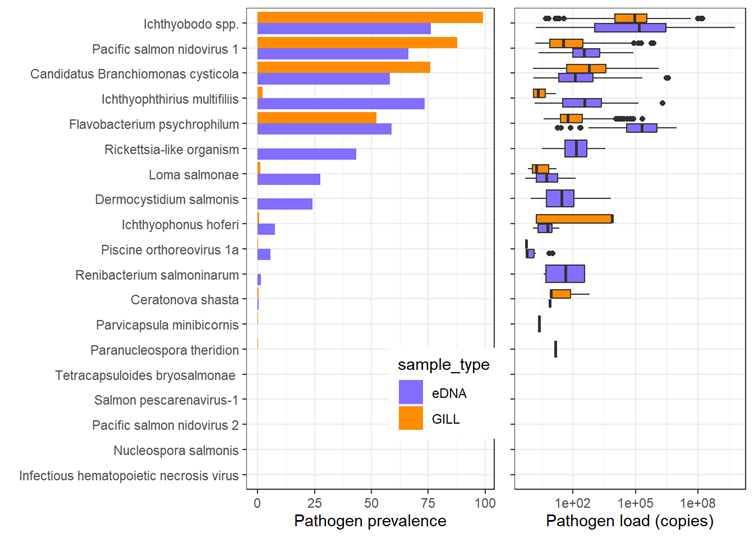 Ichthyobodo spp.
Pacific salmon nidovirus 1
Candidatus Branchiomonas cysticola
Ichthyophthirius multifiliis
Flavobacterium psychrophilum
Rickettsia-like organism
Loma salmonae
Dermocystidium salmonis
Ichthyophonus hoferi
Piscine orthoreovirus 1a
Renibacterium salmoninarum
Ceratonova shasta
Parvicapsula minibicornis
Paranucleospora theridion
Tetracapsuloides bryosalmonae
Salmon pescarenavirus-1
Pacific salmon nidovirus 2
Nucleospora salmonis
Infectious hematopoietic necrosis virus
sample_type
eDNA
GILL
0 25 50 75 100
Pathogen prevalence
1e+02 1e+05 1e+08
Pathogen load (copies)